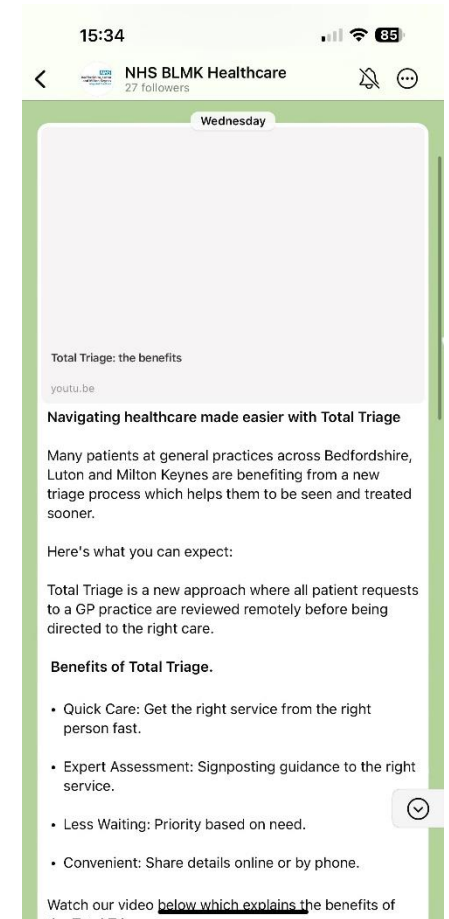 15:34
85
NHS BLMK Healthcare
27 followers
Wednesday
Total Triage: the benefits
youtu.be
Navigating healthcare made easier with Total Triage
Many patients at general practices across Bedfordshire,
Luton and Milton Keynes are benefiting from a new
triage process which helps them to be seen and treated
sooner.
Here's what you can expect:
Total Triage is a new approach where all patient requests
to a GP practice are reviewed remotely before being
directed to the right care.
Benefits of Total Triage.
• Quick Care: Get the right service from the right
person fast.
• Expert Assessment: Signposting guidance to the right
service.
• Less Waiting: Priority based on need.
• Convenient: Share details online or by phone.
Watch our video below which explains the benefits of